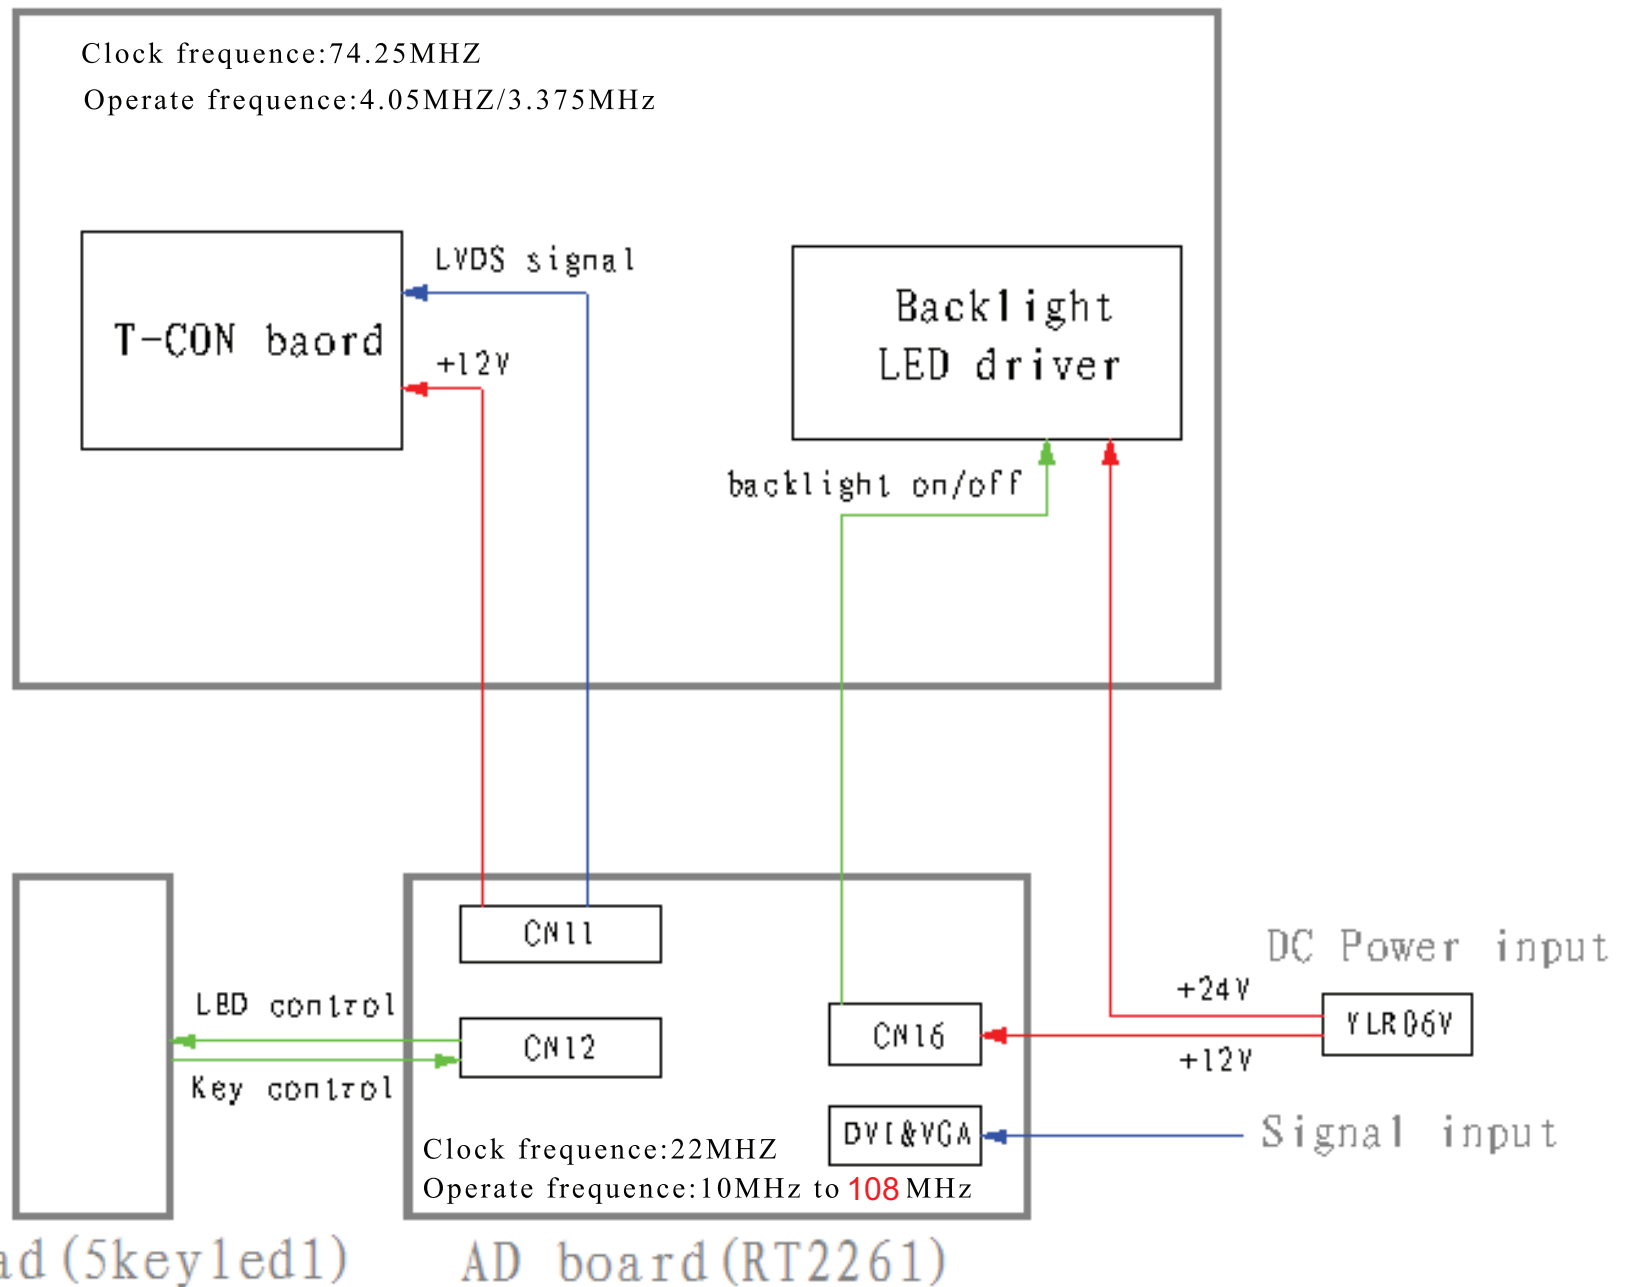 Clock frequence:74.25MHZ
Operate frequence:4.05MHZ/3.375MHz
LVDS signal
T-CON baord
+12V
Backlight
LED driver
backlight on/off
CN11
DC Power input
+24V
LED control
CN12
CN16
YLR06V
+12V
Key control
DVI&VGA
Signal input
Clock frequence:22MHZ
Operate frequence:10MHz to 108 MHz
ad(5keyled1)
AD board(RT2261)